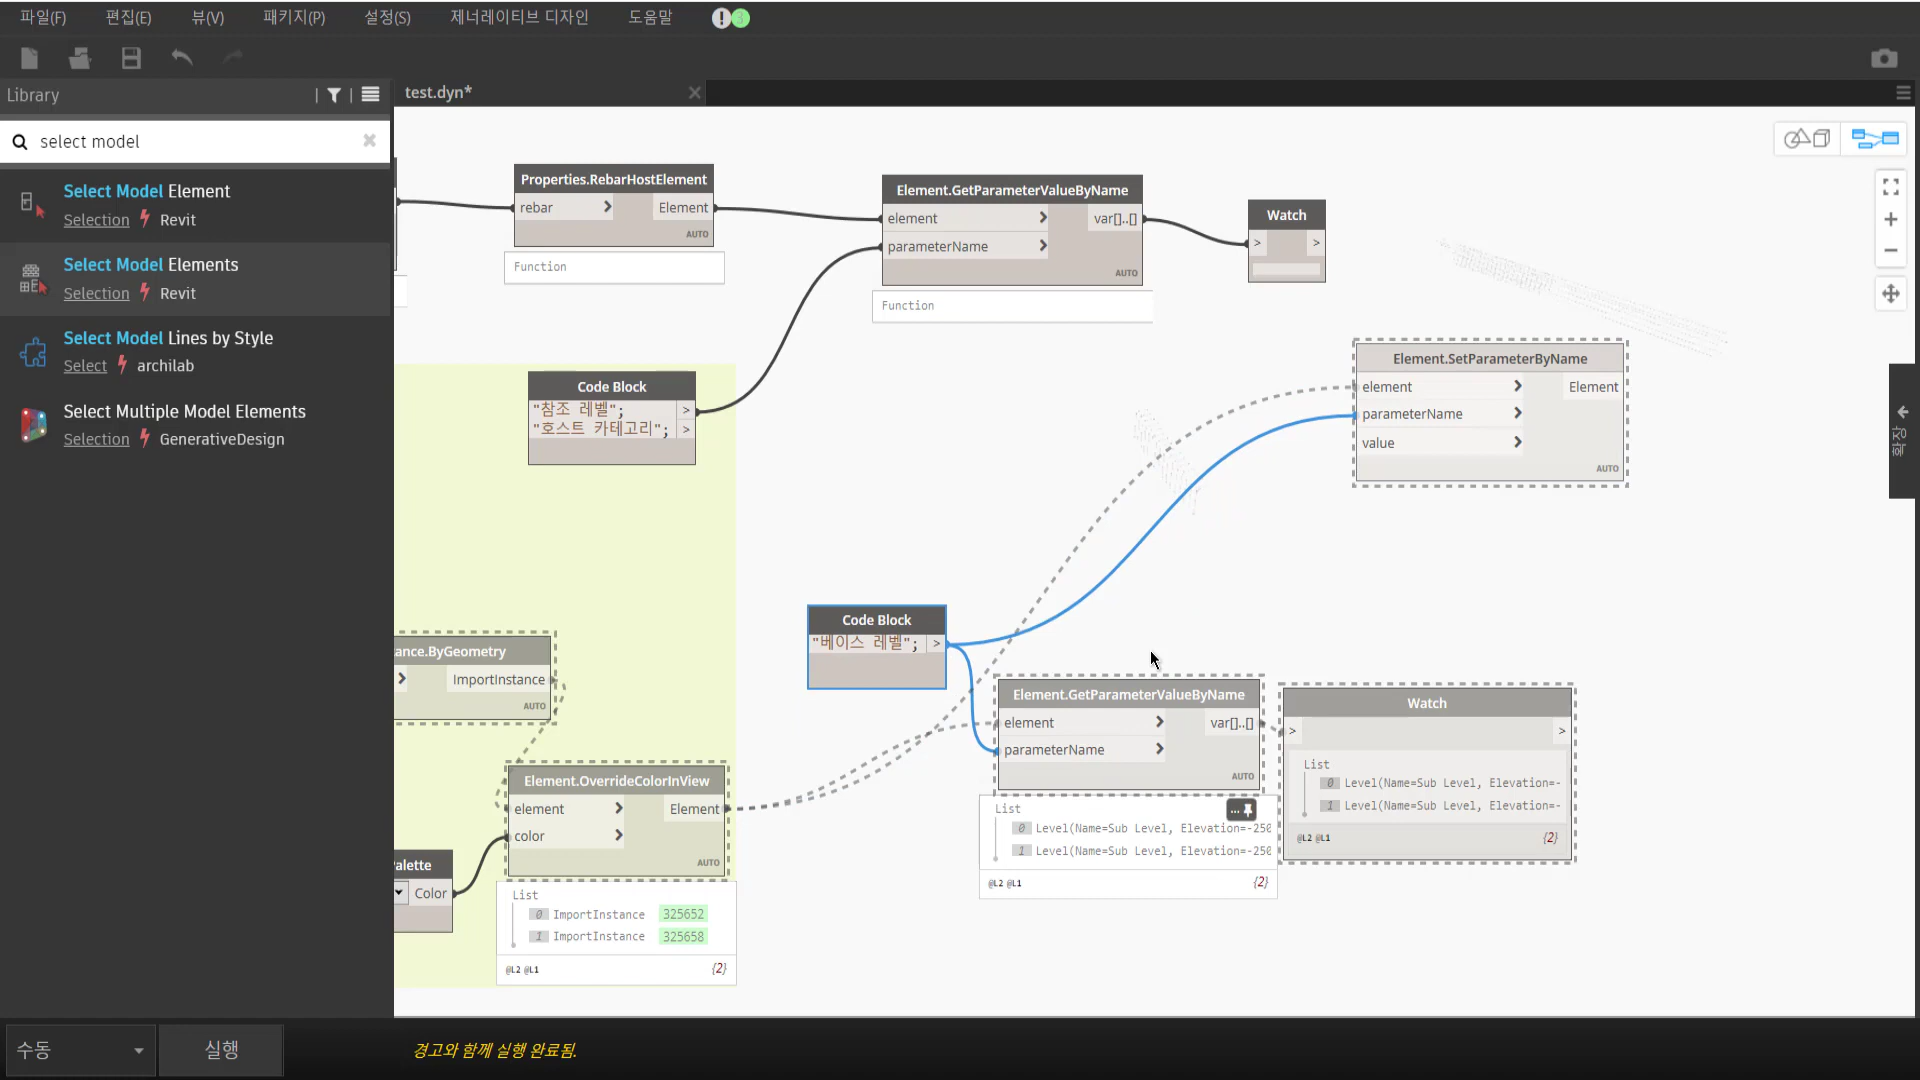 파일(F) 편집(E) 뷰(V) 패키지(P) 설정(S) 제너레이티브 디자인 도움말
Library
test.dyn*
select model
Select Model Element
Selection Revit
Select Model Elements
Selection Revit
Select Model Lines by Style
Select archilab
Select Multiple Model Elements
Selection GenerativeDesign
Properties.RebarHostElement
rebar > Element
AUTO
Function
Element.GetParameterValueByName
element > var[]..[]
parameterName >
AUTO
Function
Watch
> >
Code Block
"참조 레벨"; >
"호스트 카테고리"; >
Element.SetParameterByName
element > Element
parameterName >
value >
AUTO
확장
Code Block
"베이스 레벨"; >
ance.ByGeometry
> ImportInstance
AUTO
Element.GetParameterValueByName
element > var[]..[]
parameterName >
AUTO
List
0 Level(Name=Sub Level, Elevation=-250
1 Level(Name=Sub Level, Elevation=-250
@L2 @L1 {2}
Watch
> >
List
0 Level(Name=Sub Level, Elevation=-
1 Level(Name=Sub Level, Elevation=-
@L2 @L1 {2}
Element.OverrideColorInView
element > Element
color >
AUTO
alette
Color
List
0 ImportInstance 325652
1 ImportInstance 325658
@L2 @L1 {2}
수동 실행 경고와 함께 실행 완료됨.